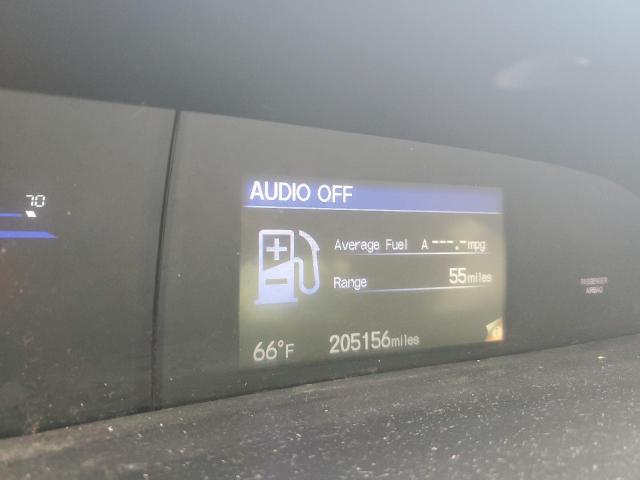 70
AUDIO OFF
Average Fuel A ---.- mpg
Range 55 miles
66°F 205156 miles
PASSENGER
AIRBAG